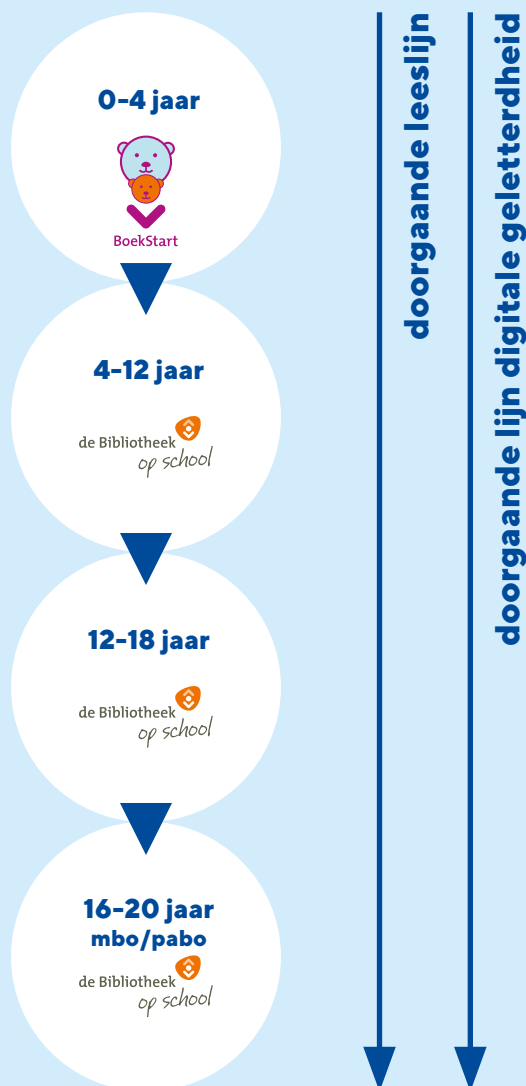 0-4 jaar
BoekStart
4-12 jaar
de Bibliotheek
op school
12-18 jaar
de Bibliotheek
op school
16-20 jaar
mbo/pabo
de Bibliotheek
op school
doorgaande leeslijn
doorgaande lijn digitale geletterdheid